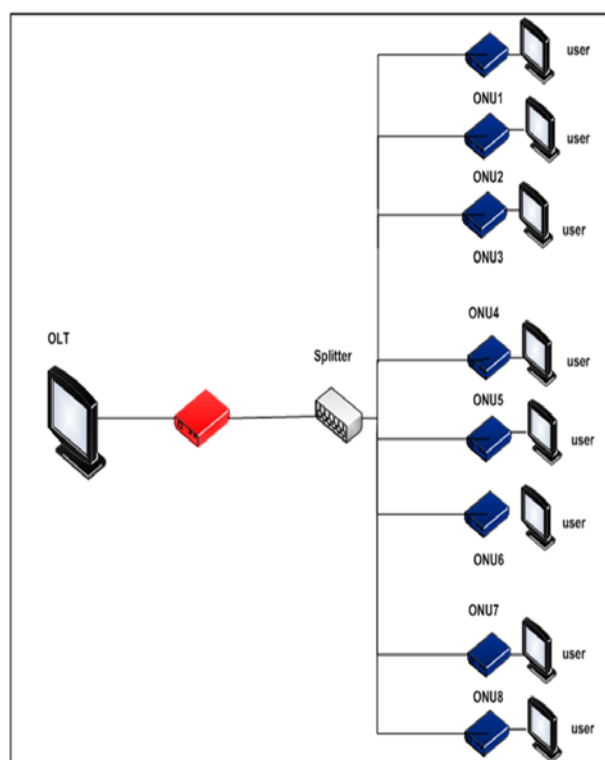 user
ONU1
user
ONU2
user
ONU3
ONU4
OLT
Splitter
user
ONU5
user
user
ONU6
ONU7
user
ONU8
user